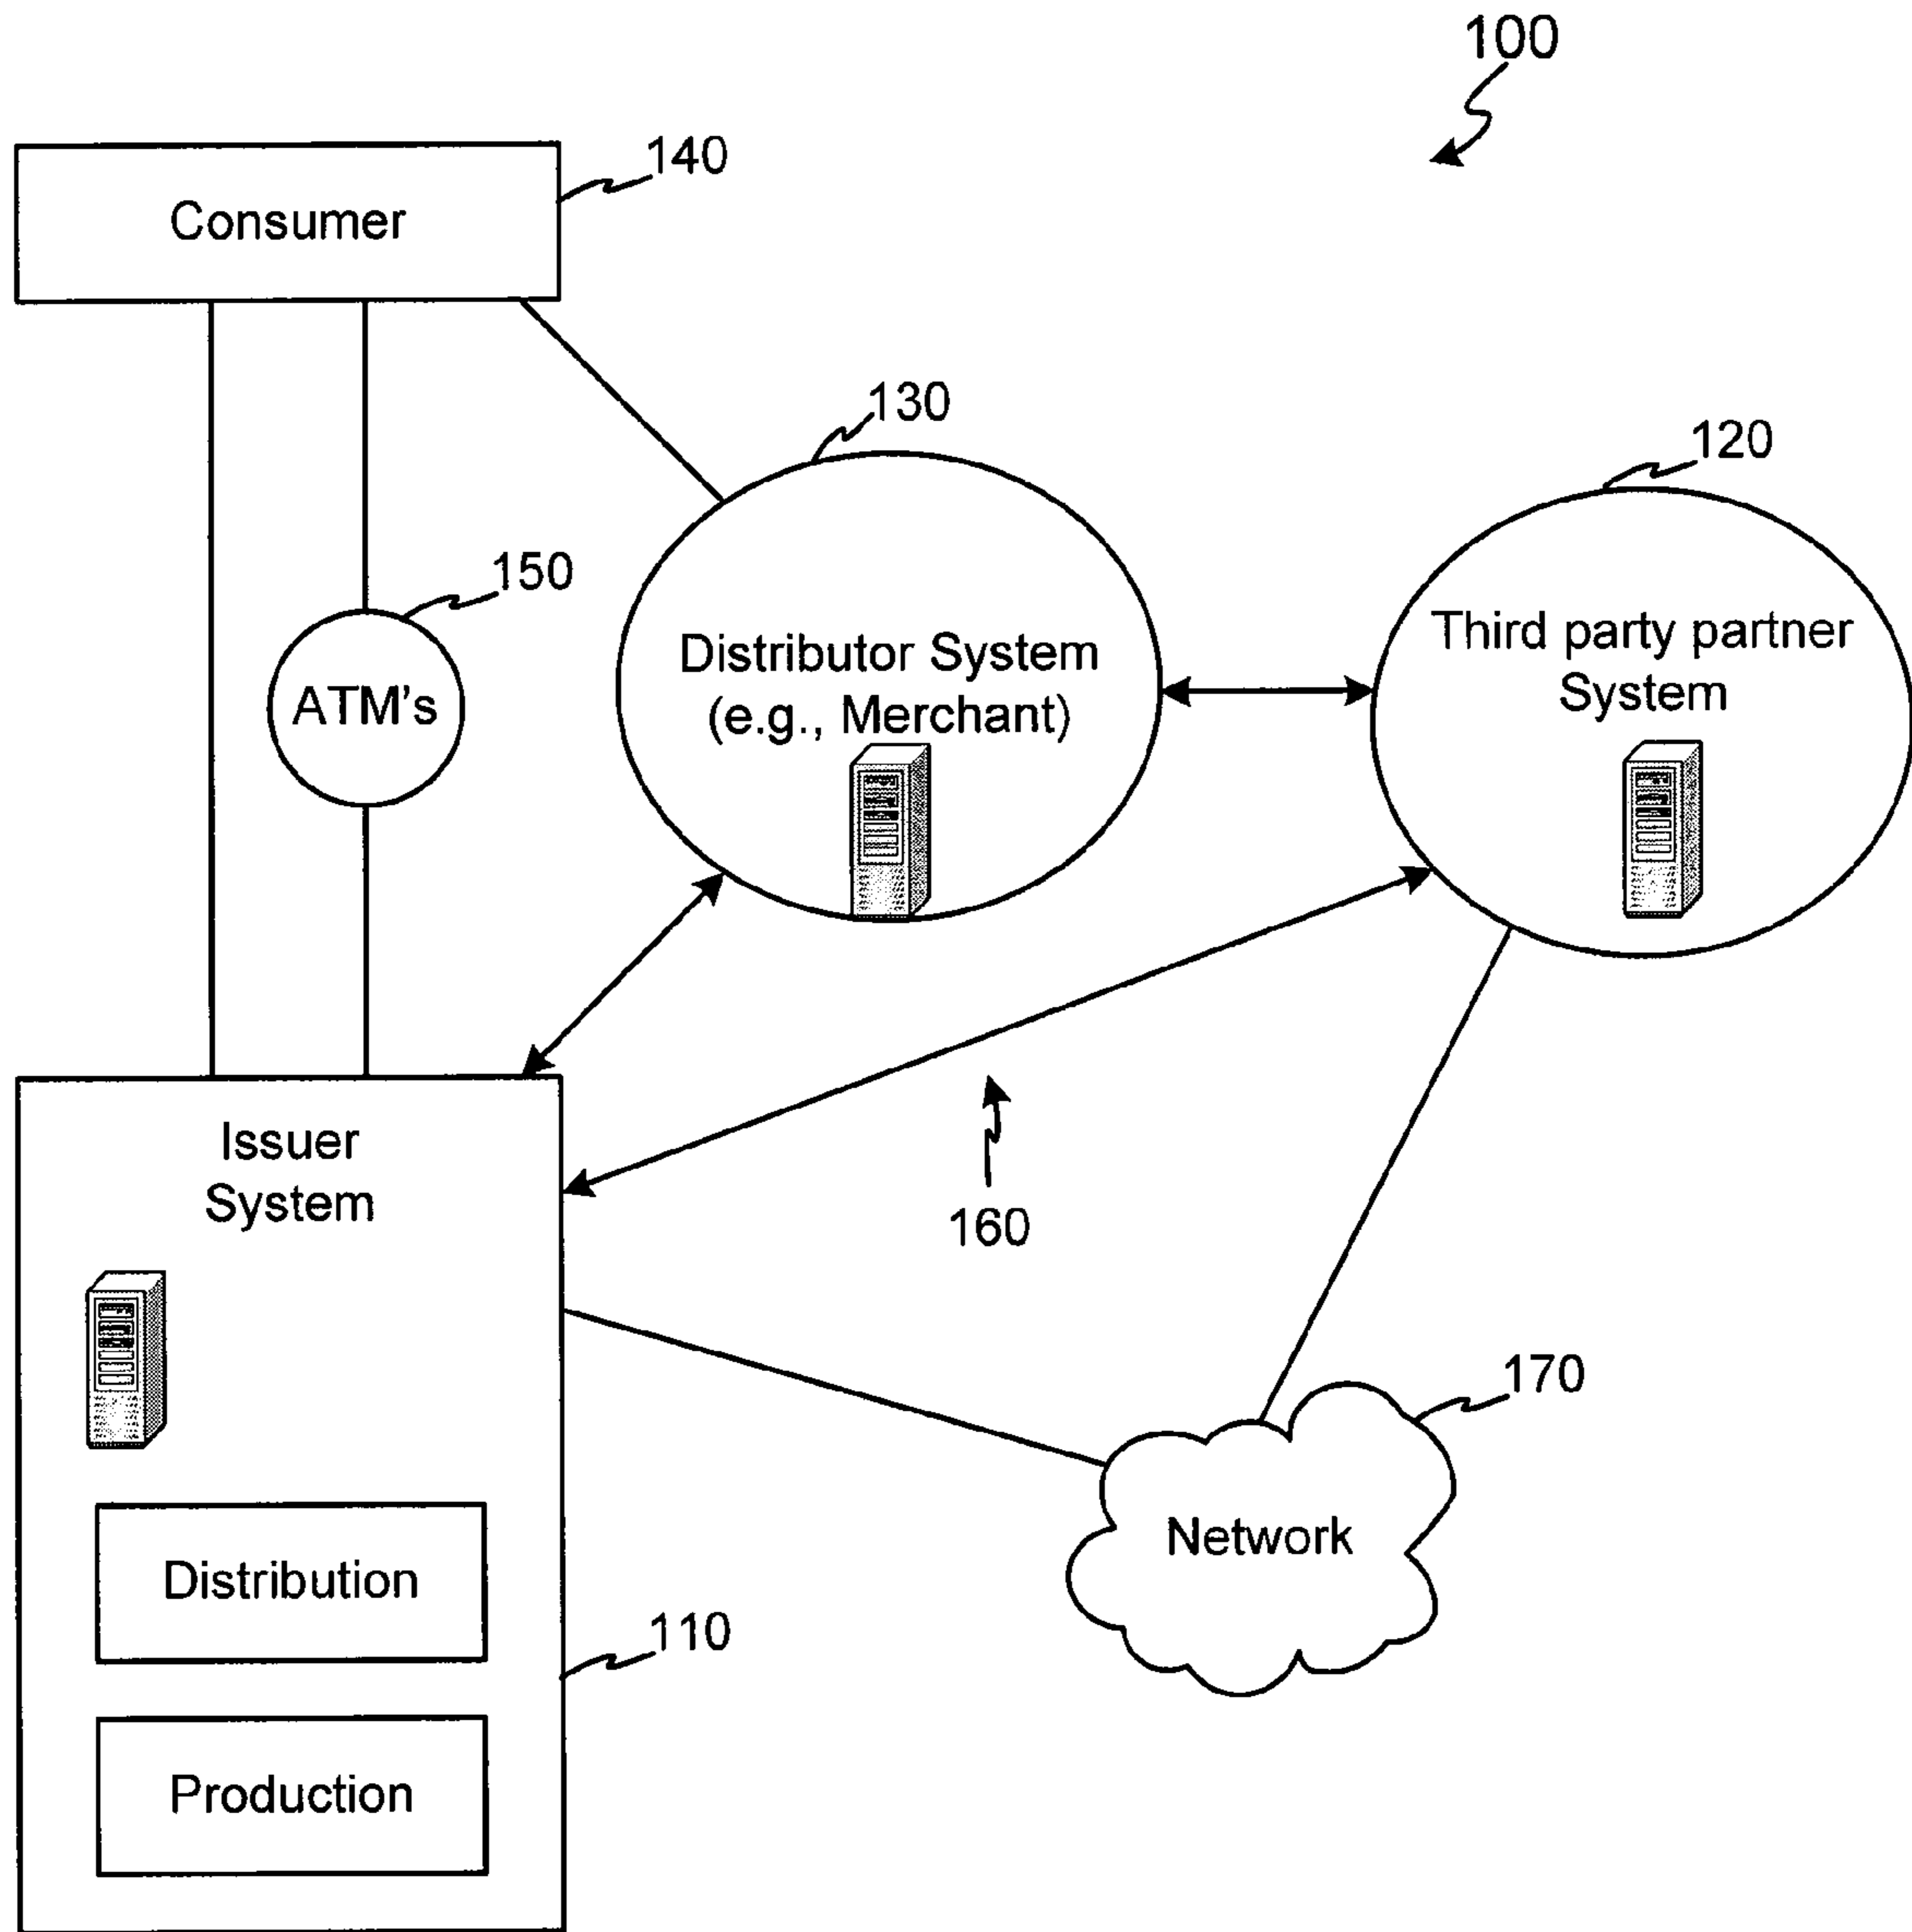 100
140
Consumer
130
120
150
Third party partner
System
Distributor System
(e.g., Merchant)
ATM's
Issuer
System
160
170
Network
Distribution
110
Production